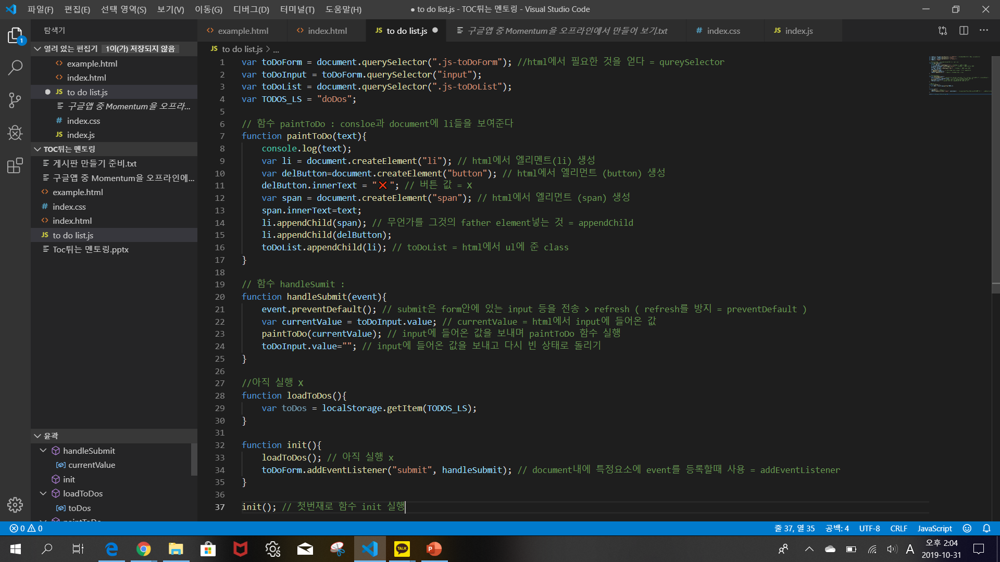 파일(F) 편집(E) 선택 영역(S) 보기(V) 이동(G) 디버그(D) 터미널(T) 도움말(H)
● to do list.js - TOC튀는 멘토링 - Visual Studio Code
탐색기
열려 있는 편집기 1이(가) 저장되지 않음
example.html
index.html
to do list.js
구글앱 중 Momentum을 오프라...
index.css
index.js
TOC튀는 멘토링
게시판 만들기 준비.txt
구글앱 중 Momentum을 오프라인에...
example.html
index.css
index.html
to do list.js
Toc튀는 멘토링.pptx
윤곽
handleSubmit
currentValue
init
loadToDos
toDos
paintToDo
example.html index.html JS to do list.js ● 구글앱 중 Momentum을 오프라인에서 만들어 보기.txt # index.css JS index.js
JS to do list.js > ...
1 var toDoForm = document.querySelector(".js-toDoForm"); //html에서 필요한 것을 얻다 = qureySelector
2 var toDoInput = toDoForm.querySelector("input");
3 var toDoList = document.querySelector(".js-toDoList");
4 var TODOS_LS = "doDos";
5
6 // 함수 paintToDo : consloe과 document에 li들을 보여준다
7 function paintToDo(text){
8 console.log(text);
9 var li = document.createElement("li"); // html에서 엘리멘트(li) 생성
10 var delButton=document.createElement("button"); // html에서 엘리먼트 (button) 생성
11 delButton.innerText = "❌"; // 버튼 값 = X
12 var span = document.createElement("span"); // html에서 엘리먼트 (span) 생성
13 span.innerText=text;
14 li.appendChild(span); // 무언가를 그것의 father element넣는 것 = appendChild
15 li.appendChild(delButton);
16 toDoList.appendChild(li); // toDoList = html에서 ul에 준 class
17 }
18
19 // 함수 handleSumit :
20 function handleSubmit(event){
21 event.preventDefault(); // submit은 form안에 있는 input 등을 전송 > refresh ( refresh를 방지 = preventDefault )
22 var currentValue = toDoInput.value; // currentValue = html에서 input에 들어온 값
23 paintToDo(currentValue); // input에 들어온 값을 보내며 paintToDo 함수 실행
24 toDoInput.value=""; // input에 들어온 값을 보내고 다시 빈 상태로 돌리기
25 }
26
27 //아직 실행 X
28 function loadToDos(){
29 var toDos = localStorage.getItem(TODOS_LS);
30 }
31
32 function init(){
33 loadToDos(); // 아직 실행 x
34 toDoForm.addEventListener("submit", handleSubmit); // document내에 특정요소에 event를 등록할때 사용 = addEventListener
35 }
36
37 init(); // 첫번재로 함수 init 실행
0 0 줄 37, 열 35 공백: 4 UTF-8 CRLF JavaScript
A 오후 2:04
2019-10-31